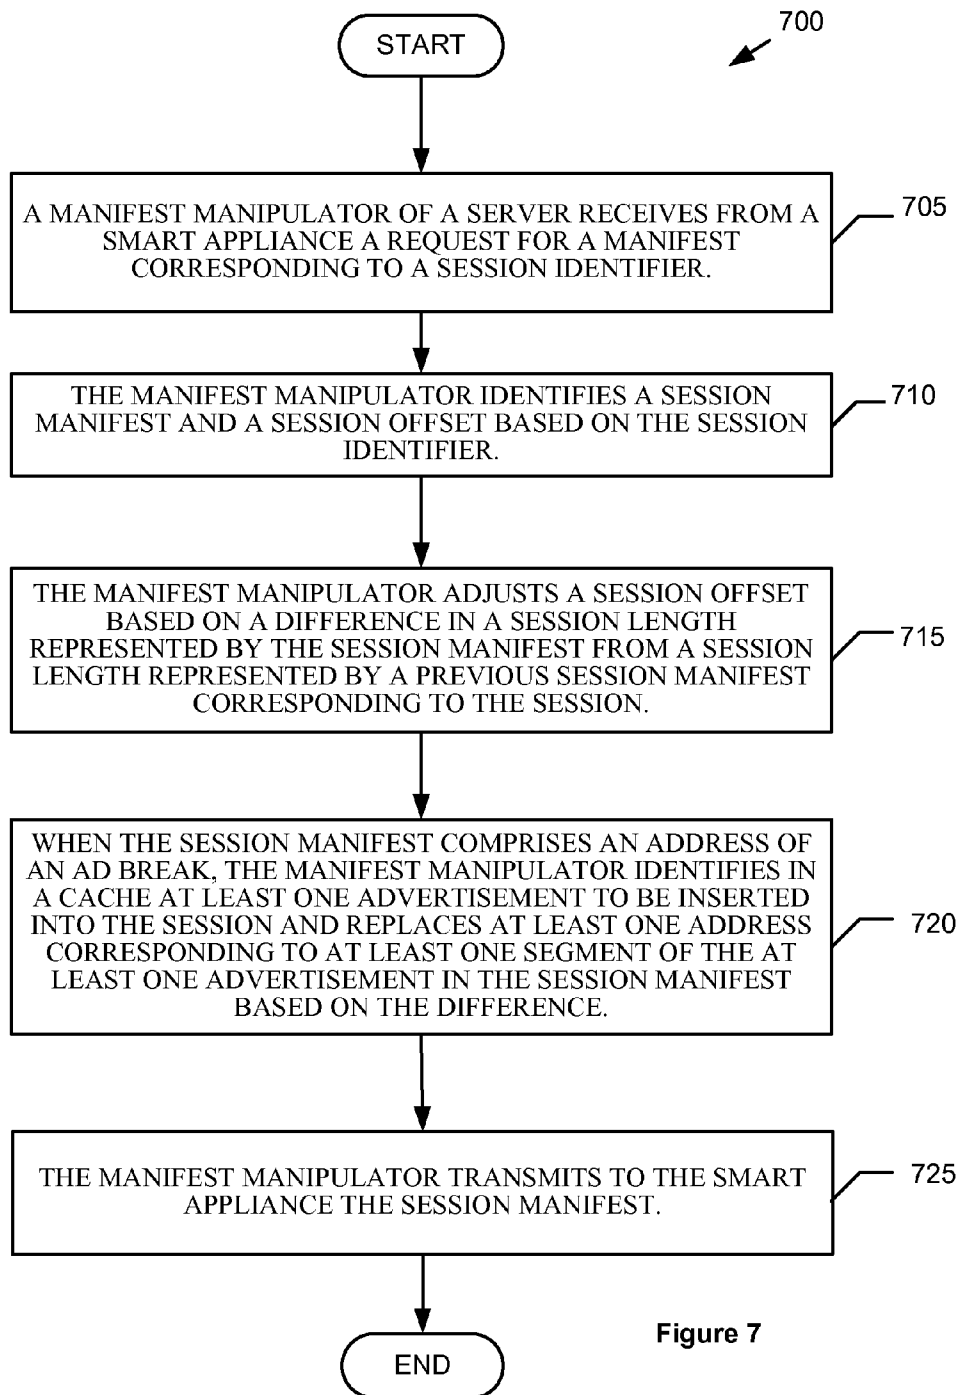 START
700
A MANIFEST MANIPULATOR OF A SERVER RECEIVES FROM A
SMART APPLIANCE A REQUEST FOR A MANIFEST
CORRESPONDING TO A SESSION IDENTIFIER.
705
THE MANIFEST MANIPULATOR IDENTIFIES A SESSION
MANIFEST AND A SESSION OFFSET BASED ON THE SESSION
IDENTIFIER.
710
THE MANIFEST MANIPULATOR ADJUSTS A SESSION OFFSET
BASED ON A DIFFERENCE IN A SESSION LENGTH
REPRESENTED BY THE SESSION MANIFEST FROM A SESSION
LENGTH REPRESENTED BY A PREVIOUS SESSION MANIFEST
CORRESPONDING TO THE SESSION.
715
WHEN THE SESSION MANIFEST COMPRISES AN ADDRESS OF
AN AD BREAK, THE MANIFEST MANIPULATOR IDENTIFIES IN
A CACHE AT LEAST ONE ADVERTISEMENT TO BE INSERTED
INTO THE SESSION AND REPLACES AT LEAST ONE ADDRESS
CORRESPONDING TO AT LEAST ONE SEGMENT OF THE AT
LEAST ONE ADVERTISEMENT IN THE SESSION MANIFEST
BASED ON THE DIFFERENCE.
720
THE MANIFEST MANIPULATOR TRANSMITS TO THE SMART
APPLIANCE THE SESSION MANIFEST.
725
END
Figure 7